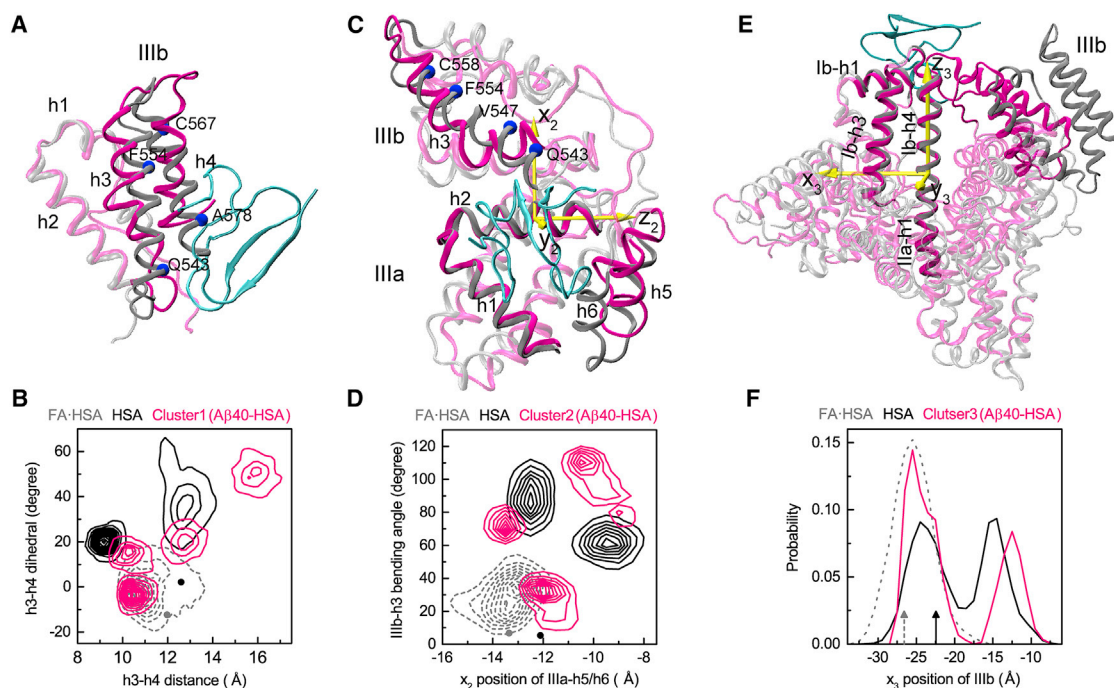 A
IIIb
h1
C567
F554
h3
h4
h2
A578
Q543
B
FA·HSA HSA Cluster1 (Aβ40-HSA)
h3-h4 dihedral (degree)
60
40
20
0
-20
8 10 12 14 16
h3-h4 distance ( Å)
C
C558
F554
V547
x2
IIIb
h3
Q543
h2
z2
y2
IIIa
h1
h6
h5
D
FA·HSA HSA Cluster2 (Aβ40-HSA)
IIIb-h3 bending angle (degree)
120
100
80
60
40
20
0
-16 -14 -12 -10 -8
x2 position of IIIa-h5/h6 ( Å)
E
IIIb
Ib-h1
z3
Ib-h3
Ib-h4
x3
y3
IIIa-h1
F
FA·HSA HSA Clutser3 (Aβ40-HSA)
Probability
0.15
0.10
0.05
0.00
-30 -20 -10
x3 position of IIIb (Å)